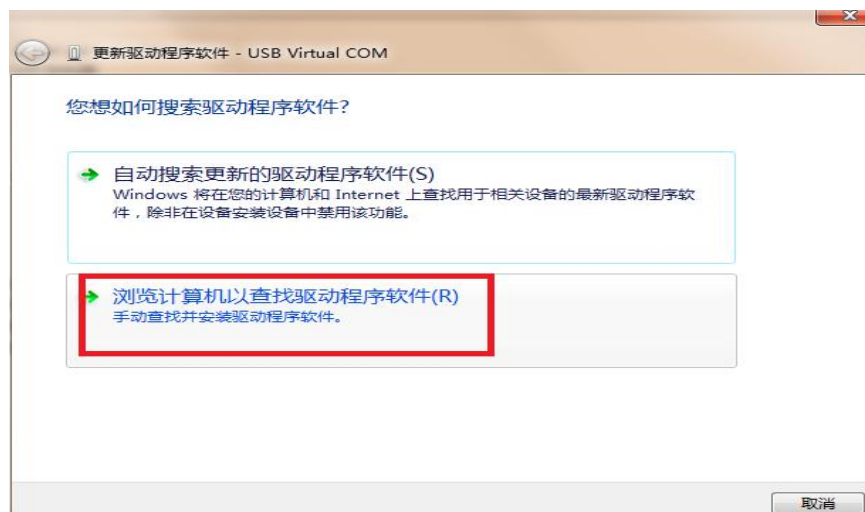 更新驱动程序软件 - USB Virtual COM
您想如何搜索驱动程序软件?
自动搜索更新的驱动程序软件(S)
Windows 将在您的计算机和 Internet 上查找用于相关设备的最新驱动程序软
件，除非在设备安装设备中禁用该功能。
浏览计算机以查找驱动程序软件(R)
手动查找并安装驱动程序软件。
取消